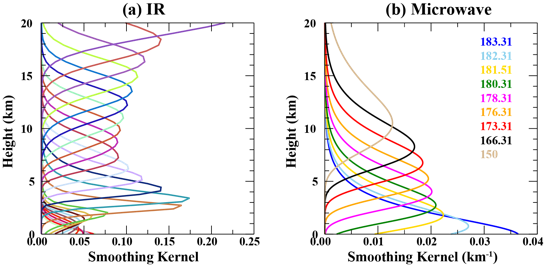 (a) IR
20
15
10
5
0
Height (km)
0.00 0.05 0.10 0.15 0.20 0.25
Smoothing Kernel
(b) Microwave
20
15
10
5
0
Height (km)
183.31
182.31
181.51
180.31
178.31
176.31
173.31
166.31
150
0.00 0.01 0.02 0.03 0.04
Smoothing Kernel (km⁻¹)